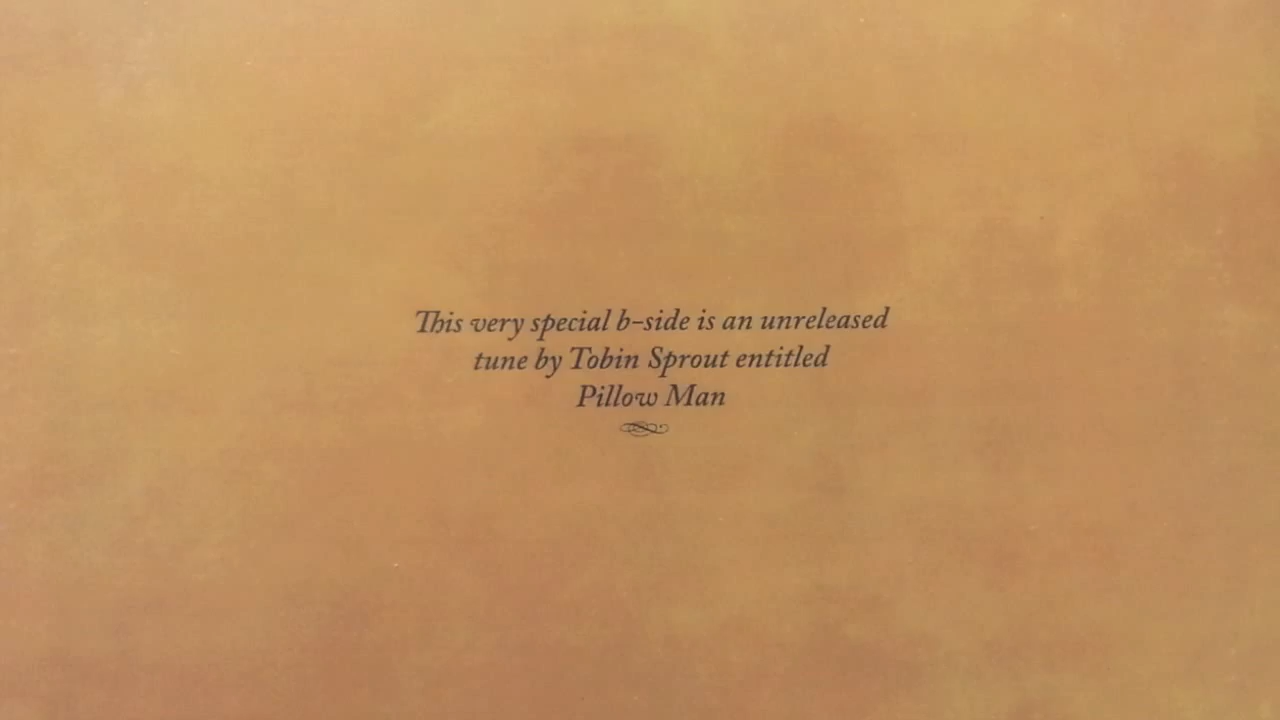 This very special b-side is an unreleased
tune by Tobin Sprout entitled
Pillow Man